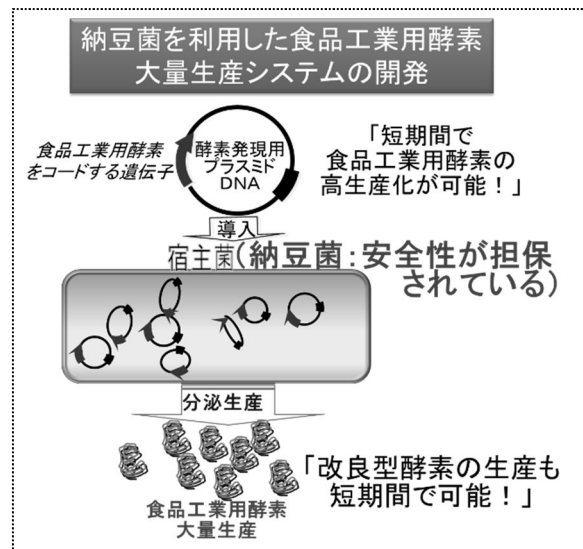 納豆菌を利用した食品工業用酵素
大量生産システムの開発
食品工業用酵素
をコードする遺伝子
酵素発現用
プラスミド
DNA
「短期間で
食品工業用酵素の
高生産化が可能！」
導入
宿主菌(納豆菌：安全性が担保
されている)
分泌生産
食品工業用酵素
大量生産
「改良型酵素の生産も
短期間で可能！」